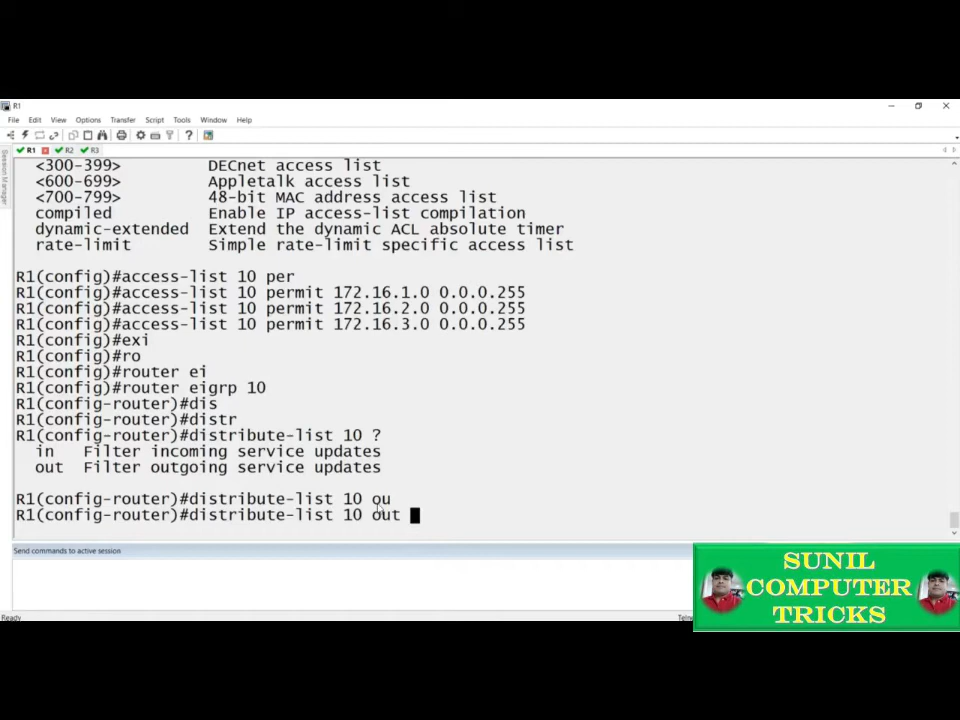 R1
File Edit View Options Transfer Script Tools Window Help
R1 R2 R3
Session Manager
<300-399> DECnet access list
<600-699> Appletalk access list
<700-799> 48-bit MAC address access list
compiled Enable IP access-list compilation
dynamic-extended Extend the dynamic ACL absolute timer
rate-limit Simple rate-limit specific access list
R1(config)#access-list 10 per
R1(config)#access-list 10 permit 172.16.1.0 0.0.0.255
R1(config)#access-list 10 permit 172.16.2.0 0.0.0.255
R1(config)#access-list 10 permit 172.16.3.0 0.0.0.255
R1(config)#exi
R1(config)#ro
R1(config)#router ei
R1(config)#router eigrp 10
R1(config-router)#dis
R1(config-router)#distr
R1(config-router)#distribute-list 10 ?
in Filter incoming service updates
out Filter outgoing service updates
R1(config-router)#distribute-list 10 ou
R1(config-router)#distribute-list 10 out
Send commands to active session
Ready
SUNIL
COMPUTER
TRICKS